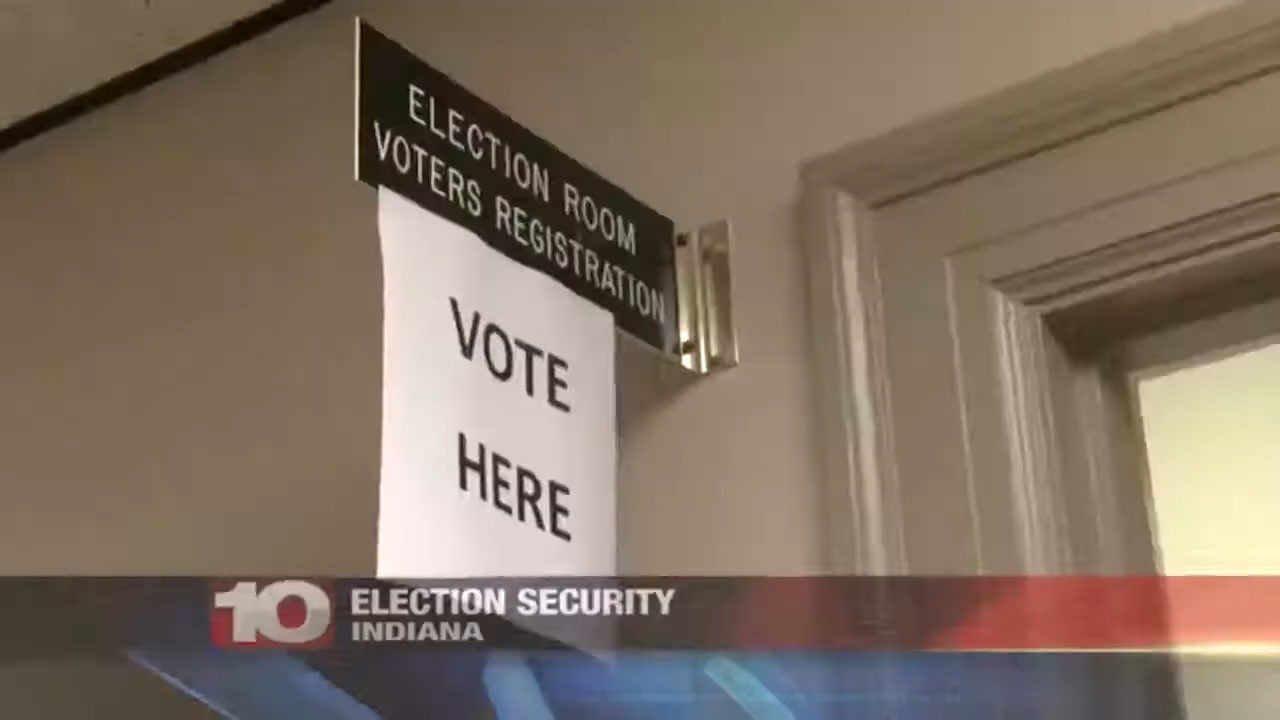 ELECTION ROOM
VOTERS REGISTRATION
VOTE
HERE
10
ELECTION SECURITY
INDIANA